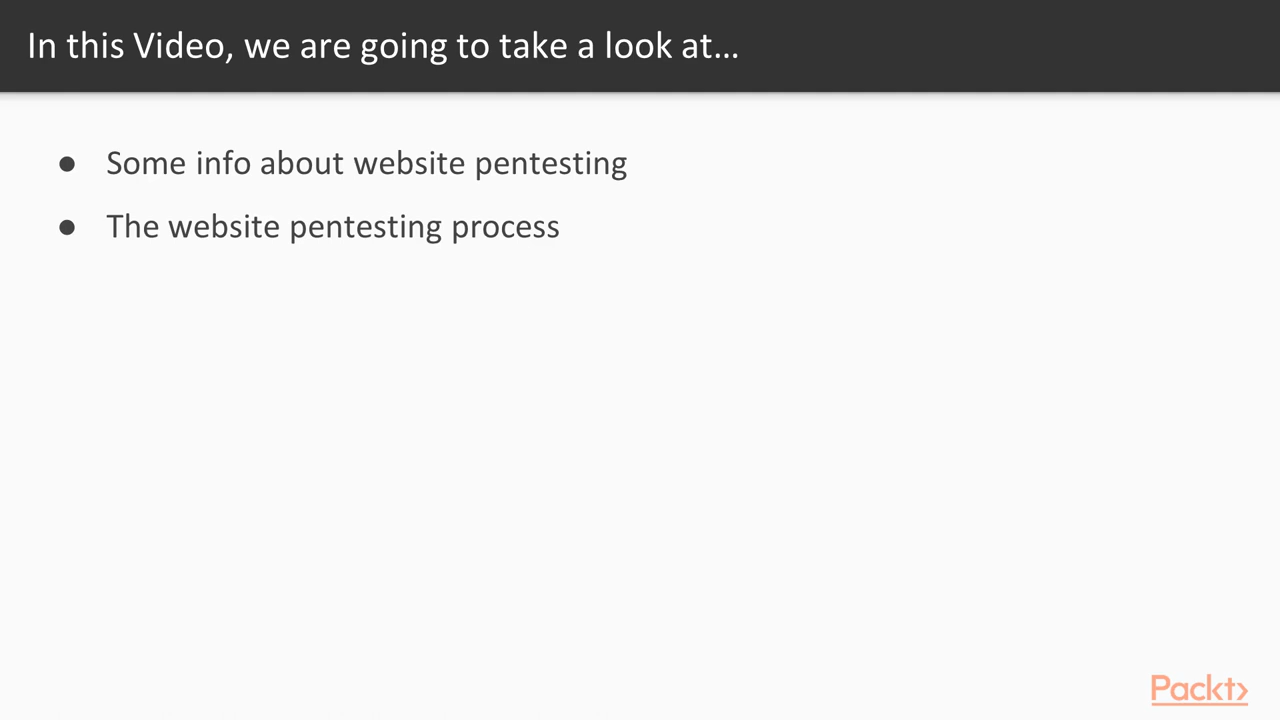 In this Video, we are going to take a look at…
● Some info about website pentesting
● The website pentesting process
Packt>